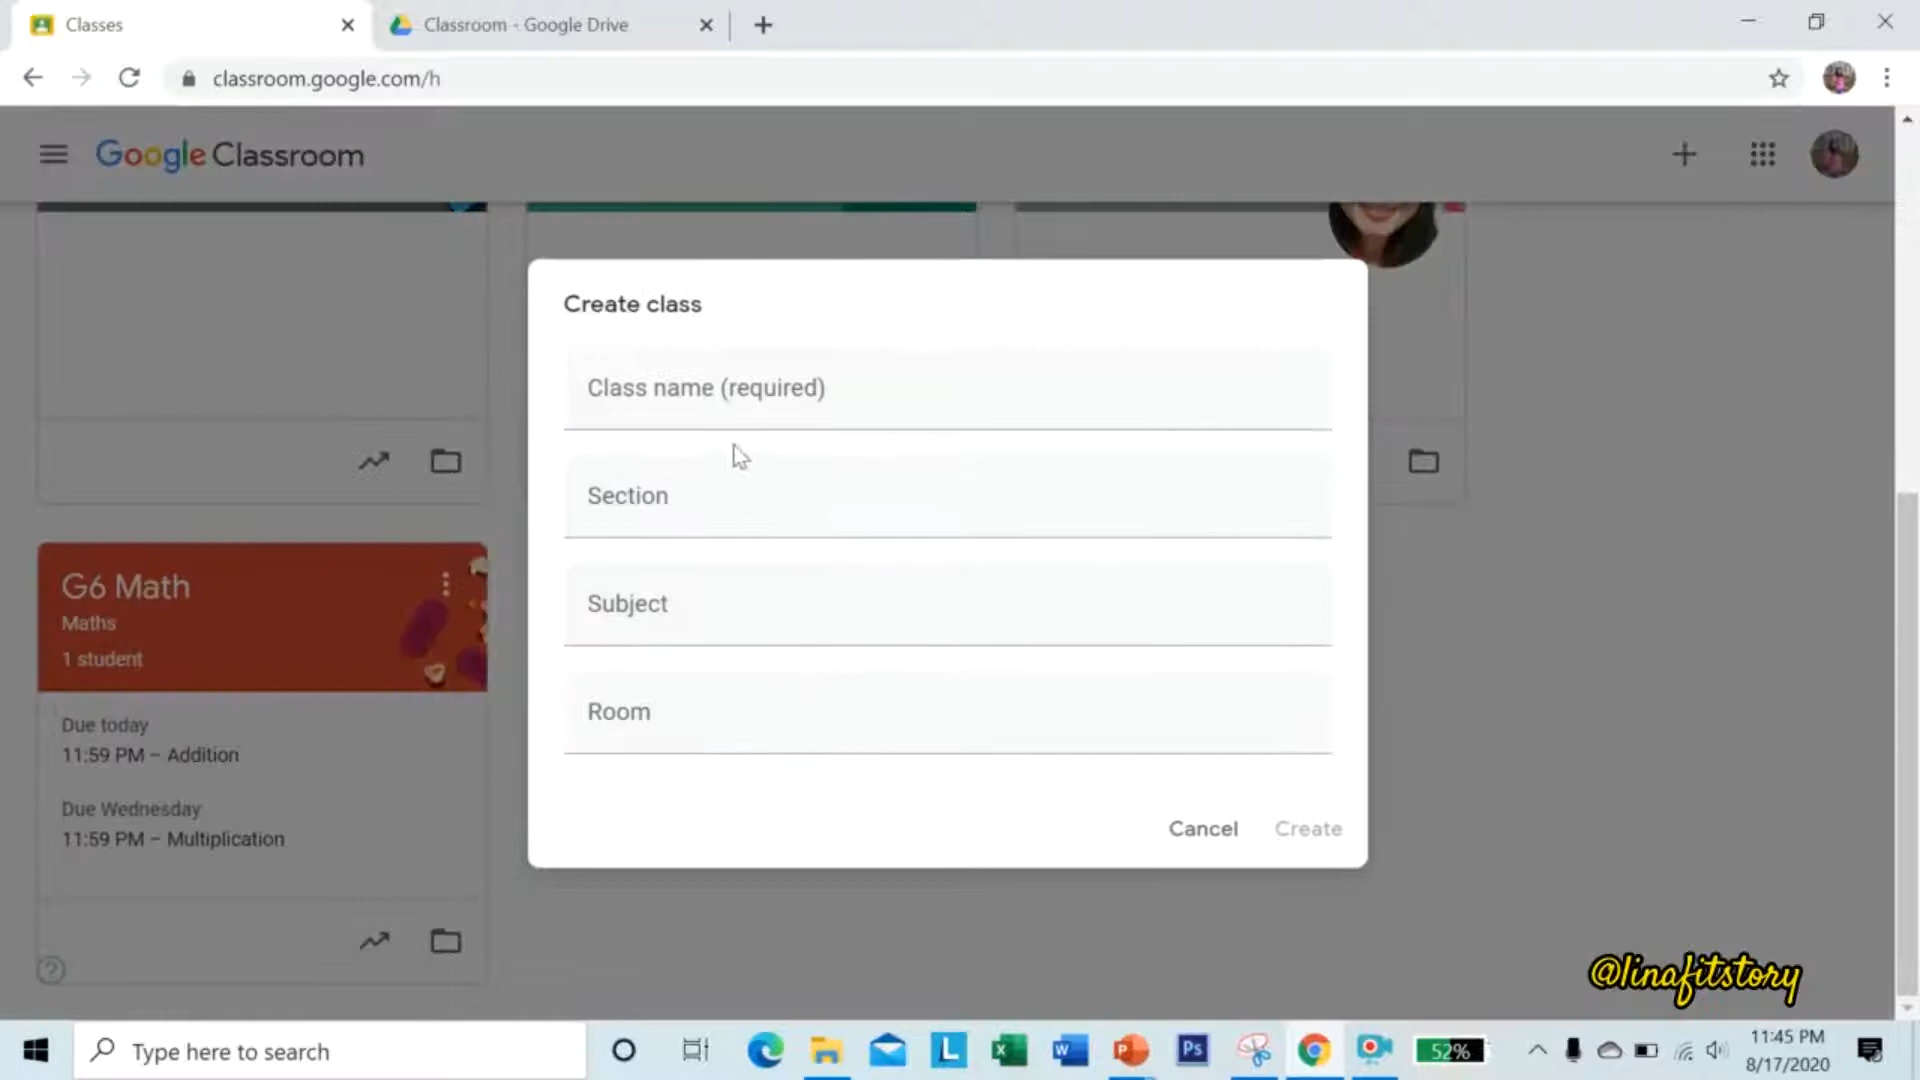 Classes
Classroom - Google Drive
classroom.google.com/h
Google Classroom
Create class
Class name (required)
Section
Subject
Room
Cancel
Create
G6 Math
Maths
1 student
Due today
11:59 PM – Addition
Due Wednesday
11:59 PM – Multiplication
@linafitstory
Type here to search
L
X
W
P
Ps
52%
11:45 PM
8/17/2020